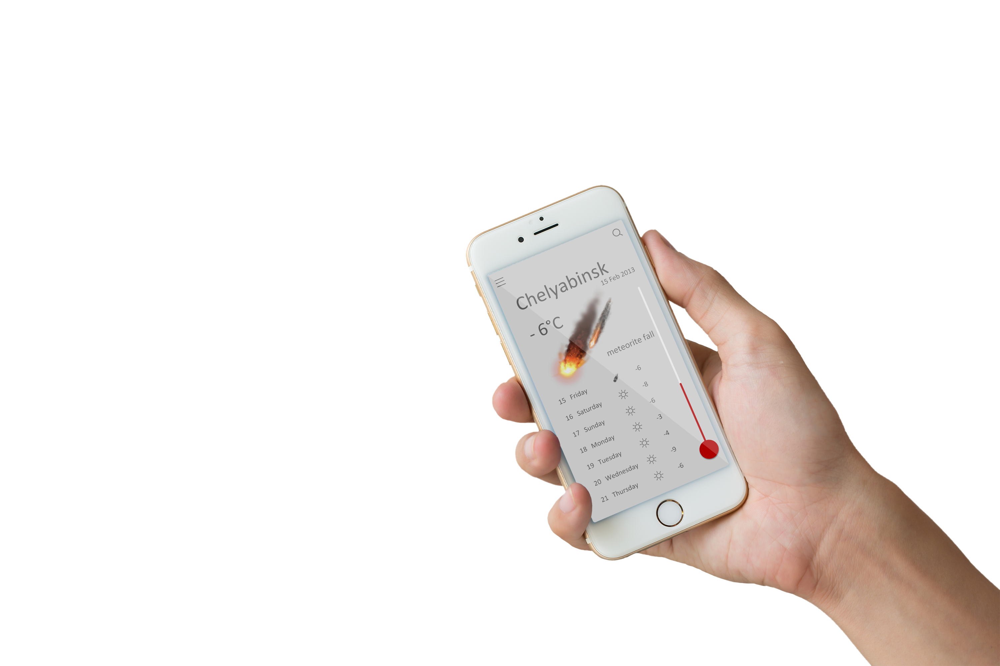 Chelyabinsk
15 Feb 2013
- 6°C
meteorite fall
15 Friday -6
16 Saturday -8
17 Sunday -6
18 Monday -3
19 Tuesday -4
20 Wednesday -9
21 Thursday -6